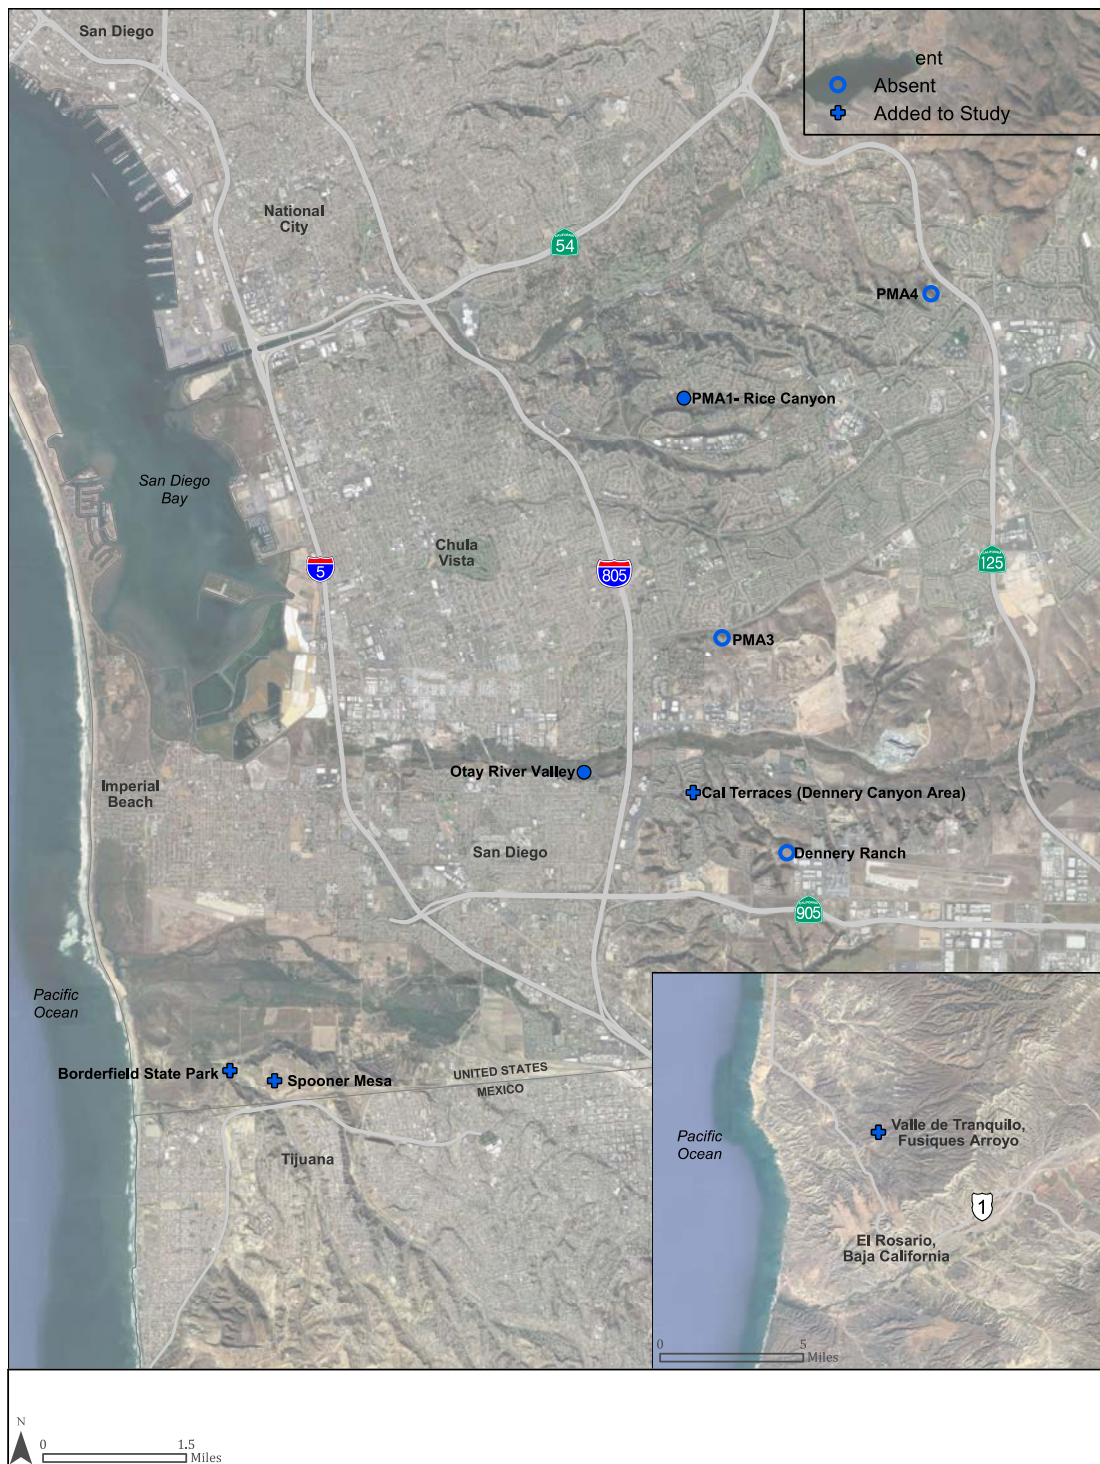 San Diego
ent
Absent
Added to Study
National
City
54
PMA4
PMA1- Rice Canyon
San Diego
Bay
Chula
Vista
5
805
CALIFORNIA
125
PMA3
Otay River Valley
Imperial
Beach
Cal Terraces (Dennery Canyon Area)
San Diego
Dennery Ranch
CALIFORNIA
905
Pacific
Ocean
Borderfield State Park
Spooner Mesa
UNITED STATES
MEXICO
Tijuana
Pacific
Ocean
Valle de Tranquilo,
Fusiques Arroyo
1
El Rosario,
Baja California
0 5
Miles
N
0 1.5
Miles